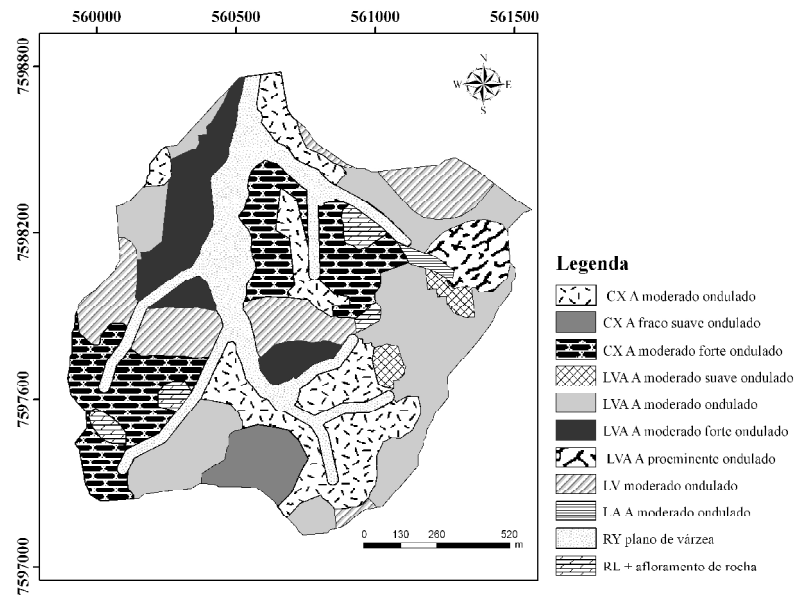 560000 560500 561000 561500
7598800
7598200
7597600
7597000
N
W E
S
0 130 260 520
m
Legenda
CX A moderado ondulado
CX A fraco suave ondulado
CX A moderado forte ondulado
LVA A moderado suave ondulado
LVA A moderado ondulado
LVA A moderado forte ondulado
LVA A proeminente ondulado
LV moderado ondulado
LA A moderado ondulado
RY plano de várzea
RL + afloramento de rocha